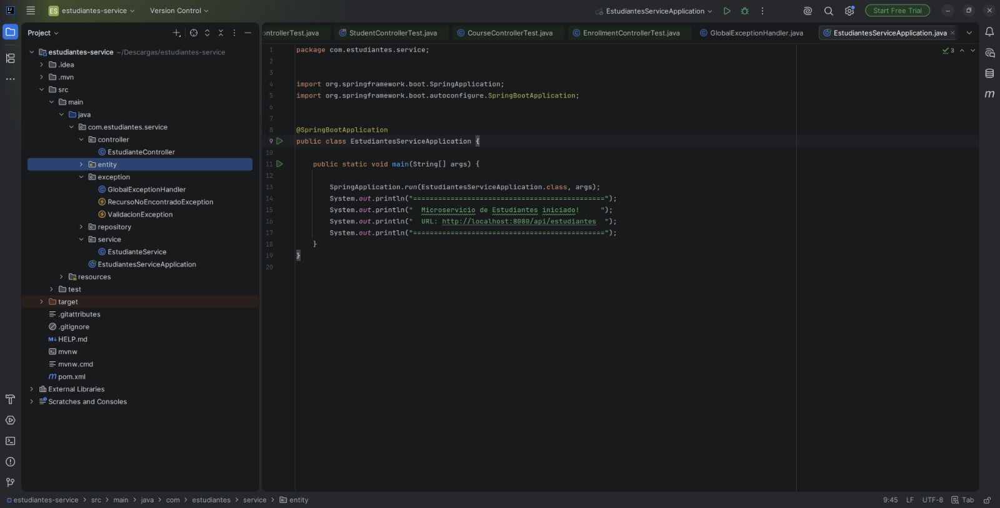 ES estudiantes-service Version Control EstudiantesServiceApplication Start Free Trial
Project
ontrollerTest.java StudentControllerTest.java CourseControllerTest.java EnrollmentControllerTest.java GlobalExceptionHandler.java EstudiantesServiceApplication.java
estudiantes-service ~/Descargas/estudiantes-service
.idea
.mvn
src
main
java
com.estudiantes.service
controller
EstudianteController
entity
exception
GlobalExceptionHandler
RecursoNoEncontradoException
ValidacionException
repository
service
EstudianteService
EstudiantesServiceApplication
resources
test
target
.gitattributes
.gitignore
M↓ HELP.md
mvnw
mvnw.cmd
m pom.xml
External Libraries
Scratches and Consoles
1 package com.estudiantes.service;
2
3
4 import org.springframework.boot.SpringApplication;
5 import org.springframework.boot.autoconfigure.SpringBootApplication;
6
7
8 @SpringBootApplication
9 public class EstudiantesServiceApplication {
10
11 public static void main(String[] args) {
12
13 SpringApplication.run(EstudiantesServiceApplication.class, args);
14 System.out.println("==============================================");
15 System.out.println("  Microservicio de Estudiantes iniciado!     ");
16 System.out.println("  URL: http://localhost:8080/api/estudiantes  ");
17 System.out.println("==============================================");
18 }
19 }
20
3
m
estudiantes-service > src > main > java > com > estudiantes > service > entity
9:45 LF UTF-8 Tab